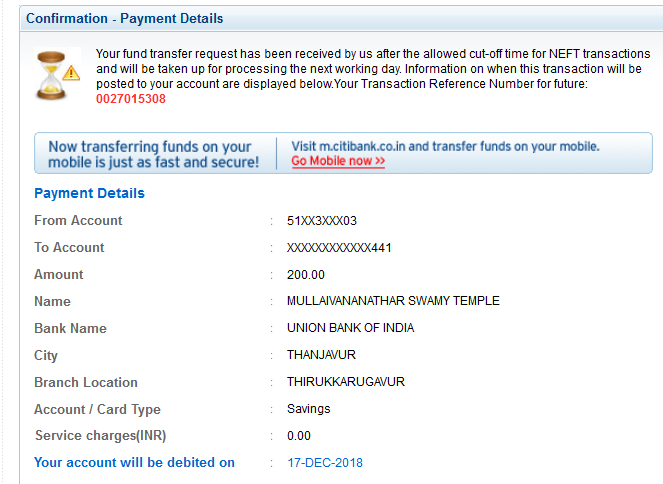 Confirmation - Payment Details
Your fund transfer request has been received by us after the allowed cut-off time for NEFT transactions
and will be taken up for processing the next working day. Information on when this transaction will be
posted to your account are displayed below.Your Transaction Reference Number for future:
0027015308
Now transferring funds on your
mobile is just as fast and secure!
Visit m.citibank.co.in and transfer funds on your mobile.
Go Mobile now >>
Payment Details
From Account : 51XX3XXX03
To Account : XXXXXXXXXXXX441
Amount : 200.00
Name : MULLAIVANANATHAR SWAMY TEMPLE
Bank Name : UNION BANK OF INDIA
City : THANJAVUR
Branch Location : THIRUKKARUGAVUR
Account / Card Type : Savings
Service charges(INR) : 0.00
Your account will be debited on : 17-DEC-2018